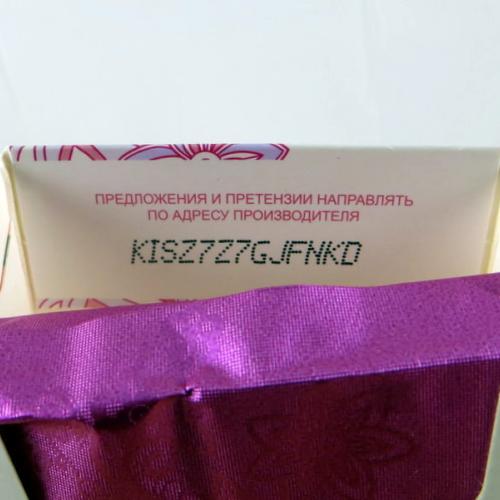 ПРЕДЛОЖЕНИЯ И ПРЕТЕНЗИИ НАПРАВЛЯТЬ
ПО АДРЕСУ ПРОИЗВОДИТЕЛЯ
KISZ7Z7GJFNKD